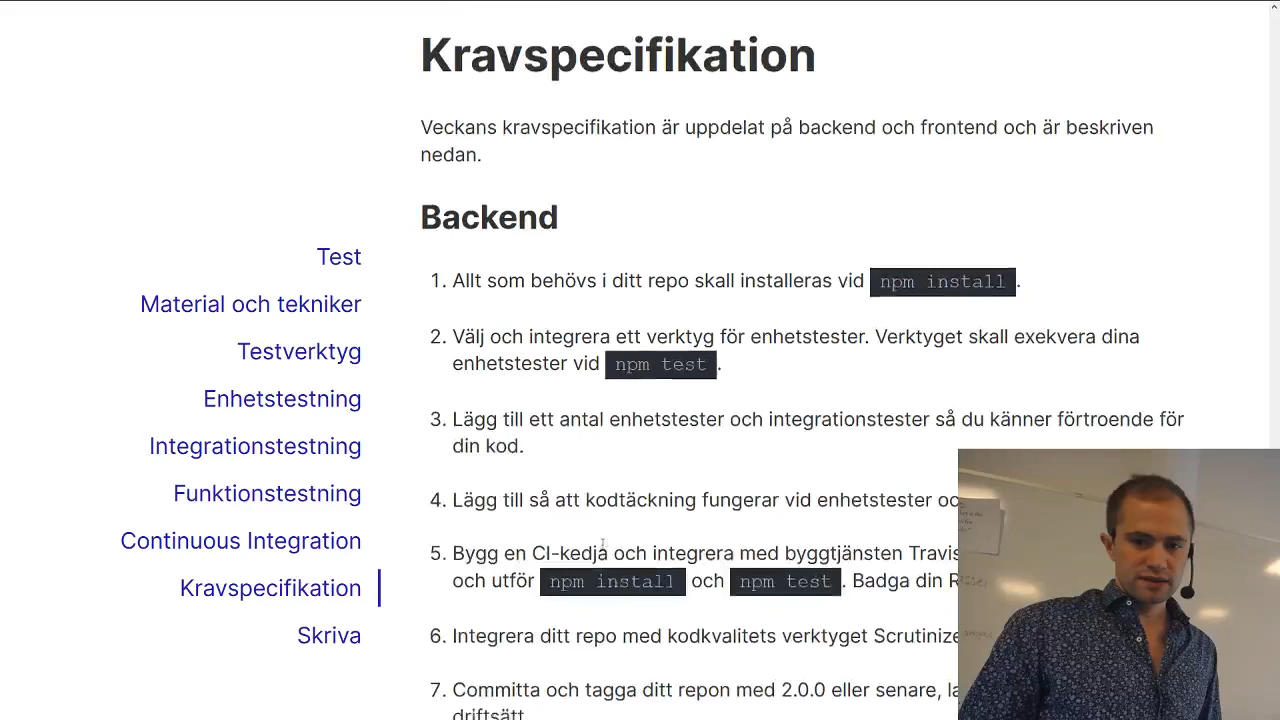 Kravspecifikation
Veckans kravspecifikation är uppdelat på backend och frontend och är beskriven
nedan.
Backend
1. Allt som behövs i ditt repo skall installeras vid npm install.
2. Välj och integrera ett verktyg för enhetstester. Verktyget skall exekvera dina
enhetstester vid npm test.
3. Lägg till ett antal enhetstester och integrationstester så du känner förtroende för
din kod.
4. Lägg till så att kodtäckning fungerar vid enhetstester
5. Bygg en CI-kedja och integrera med byggtjänsten Travis
och utför npm install och npm test. Badga din
6. Integrera ditt repo med kodkvalitets verktyget
7. Committa och tagga ditt repon med 2.0.0 eller senare,
driftsätt
Test
Material och tekniker
Testverktyg
Enhetstestning
Integrationstestning
Funktionstestning
Continuous Integration
Kravspecifikation
Skriva